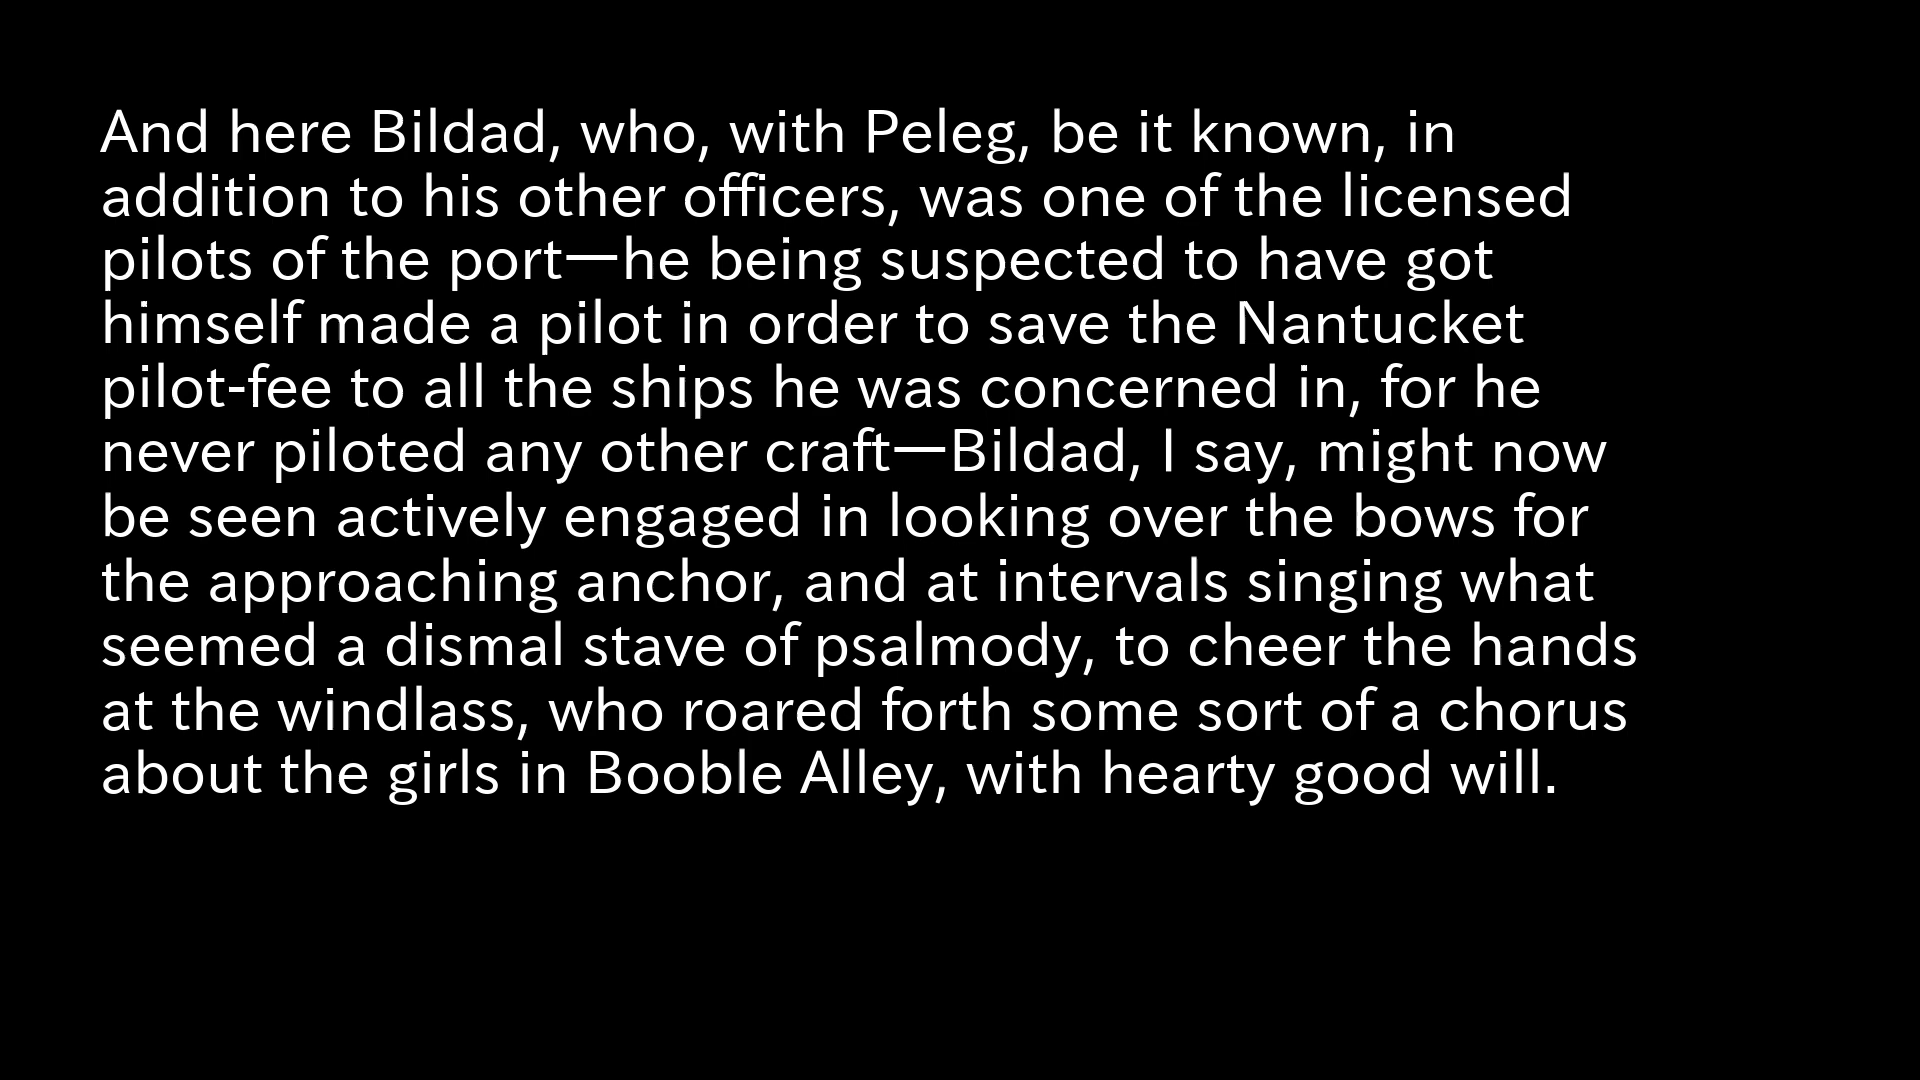 And here Bildad, who, with Peleg, be it known, in
addition to his other officers, was one of the licensed
pilots of the port—he being suspected to have got
himself made a pilot in order to save the Nantucket
pilot-fee to all the ships he was concerned in, for he
never piloted any other craft—Bildad, I say, might now
be seen actively engaged in looking over the bows for
the approaching anchor, and at intervals singing what
seemed a dismal stave of psalmody, to cheer the hands
at the windlass, who roared forth some sort of a chorus
about the girls in Booble Alley, with hearty good will.